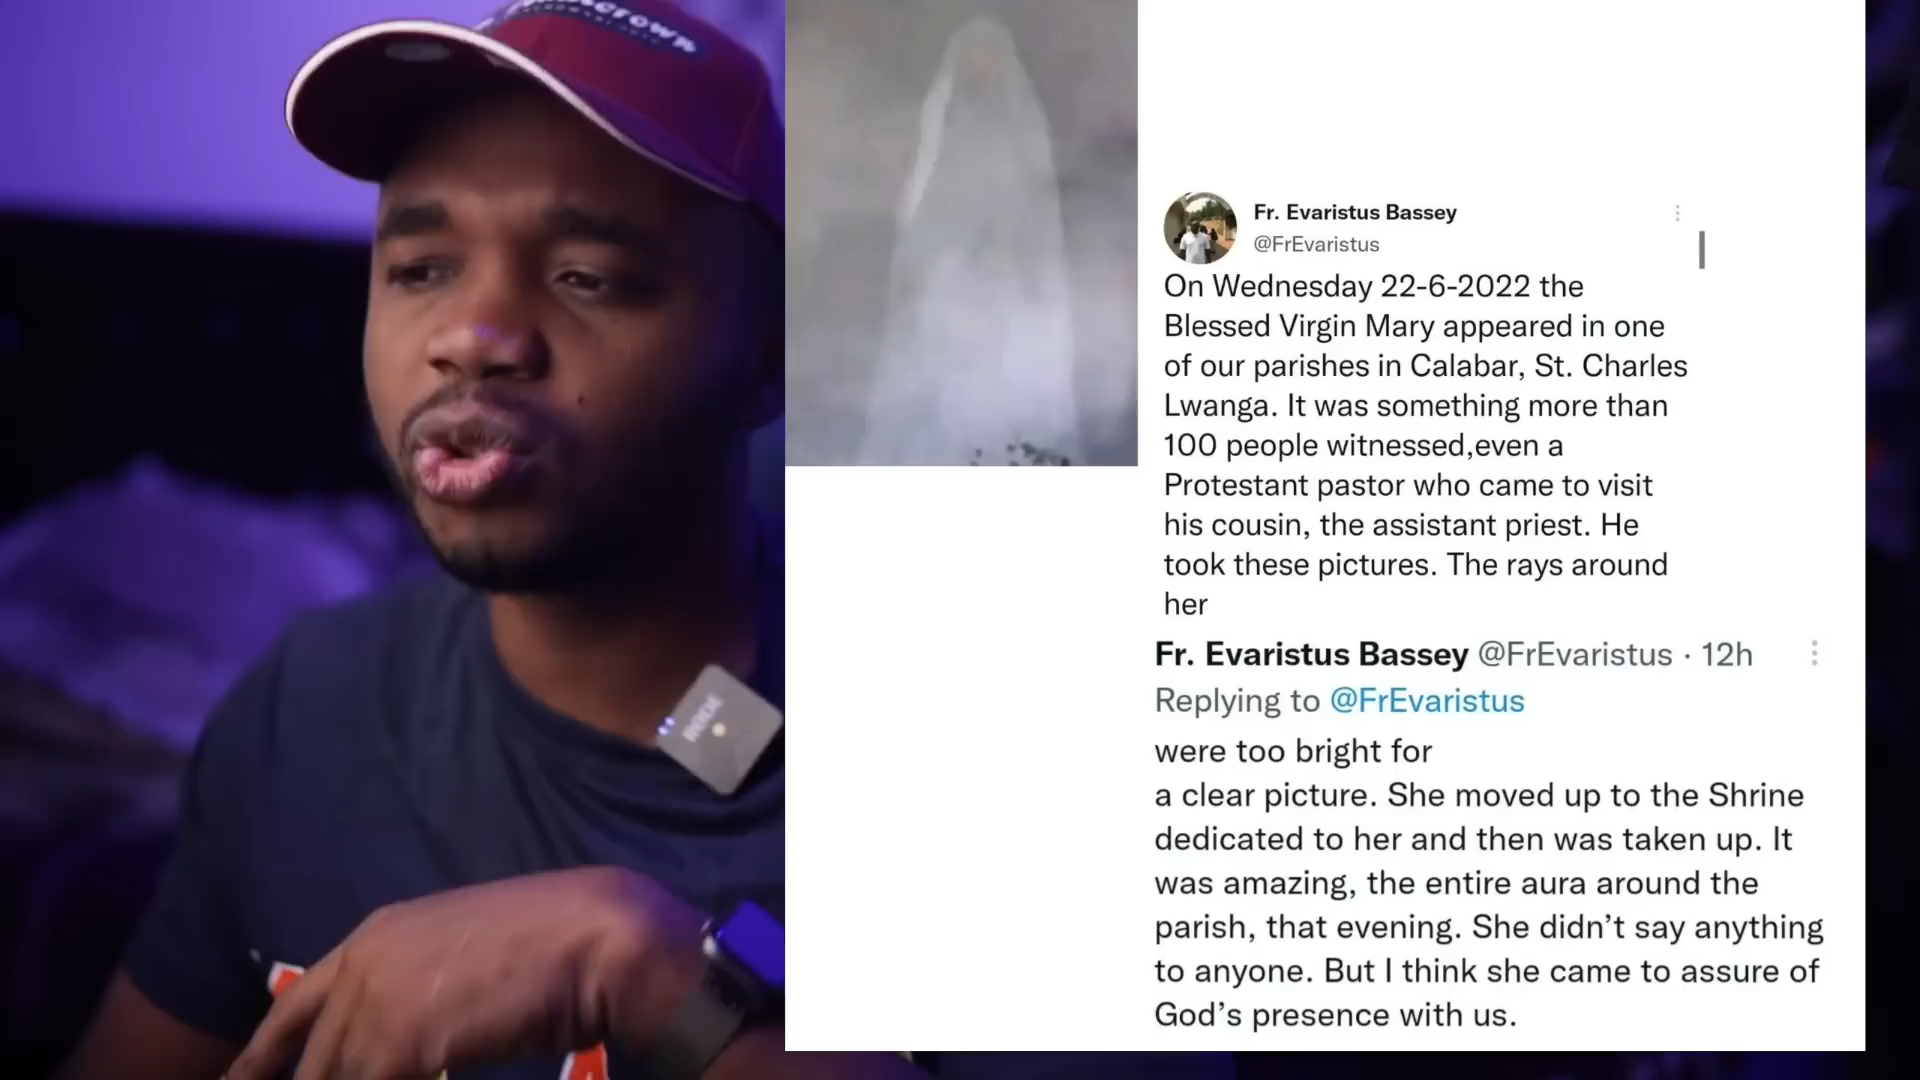 RØDE
Fr. Evaristus Bassey
@FrEvaristus
On Wednesday 22-6-2022 the
Blessed Virgin Mary appeared in one
of our parishes in Calabar, St. Charles
Lwanga. It was something more than
100 people witnessed,even a
Protestant pastor who came to visit
his cousin, the assistant priest. He
took these pictures. The rays around
her
Fr. Evaristus Bassey @FrEvaristus · 12h
Replying to @FrEvaristus
were too bright for
a clear picture. She moved up to the Shrine
dedicated to her and then was taken up. It
was amazing, the entire aura around the
parish, that evening. She didn’t say anything
to anyone. But I think she came to assure of
God’s presence with us.